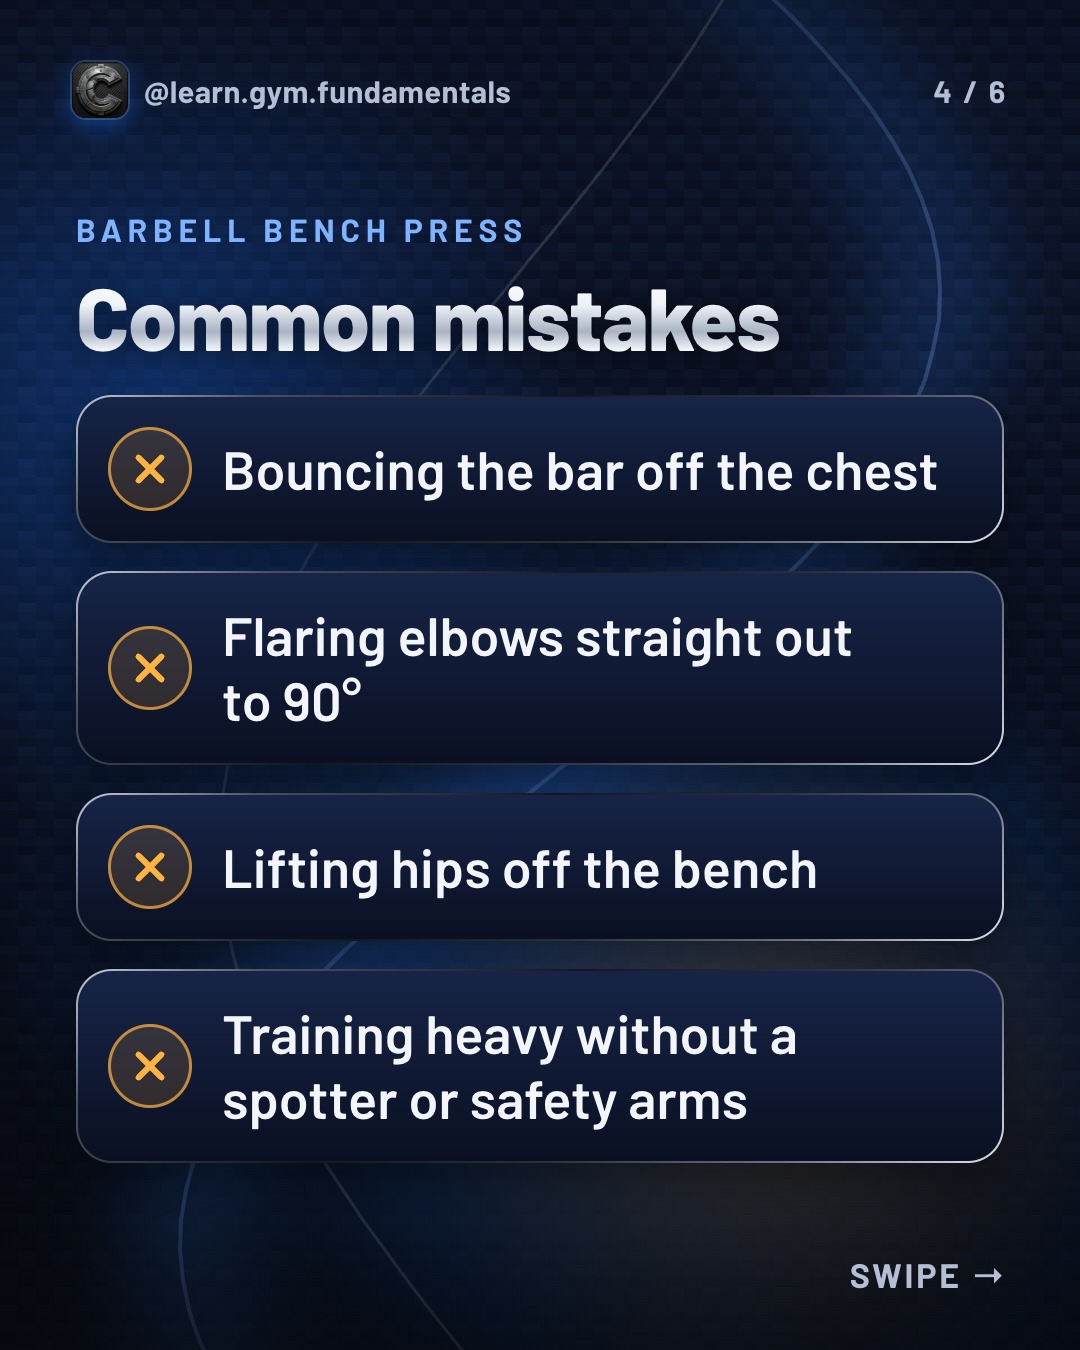 @learn.gym.fundamentals
4 / 6
BARBELL BENCH PRESS
Common mistakes
Bouncing the bar off the chest
Flaring elbows straight out
to 90°
Lifting hips off the bench
Training heavy without a
spotter or safety arms
SWIPE →